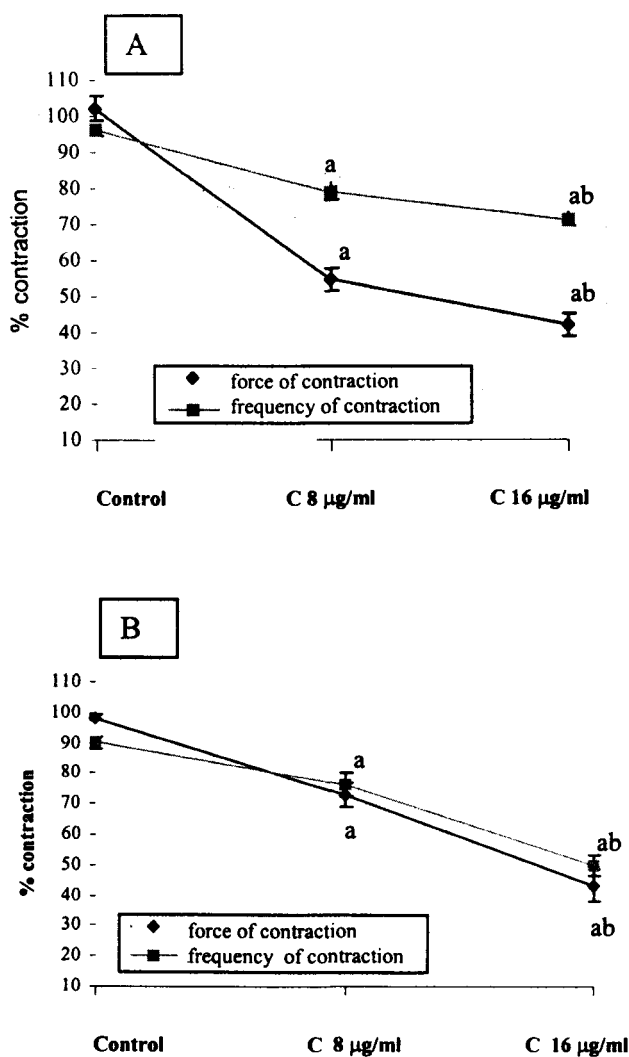 A
110
100
90
80
70
60
50
40
30
20
10
% contraction
a
ab
a
ab
force of contraction
frequency of contraction
Control C 8 µg/ml C 16 µg/ml
B
110
100
90
80
70
60
50
40
30
20
10
% contraction
a
a
ab
ab
force of contraction
frequency of contraction
Control C 8 µg/ml C 16 µg/ml